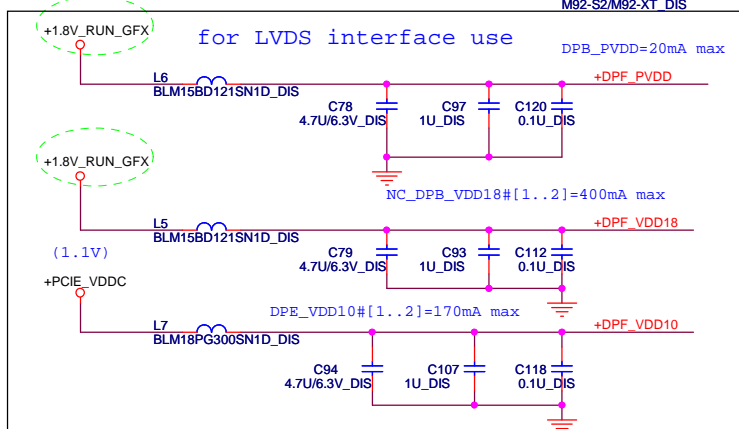 M92-S2/M92-XT_DIS
+1.8V_RUN_GFX
for LVDS interface use
DPB_PVDD=20mA max
L6
BLM15BD121SN1D_DIS
+DPF_PVDD
C78
4.7U/6.3V_DIS
C97
1U_DIS
C120
0.1U_DIS
+1.8V_RUN_GFX
NC_DPB_VDD18#[1..2]=400mA max
L5
BLM15BD121SN1D_DIS
+DPF_VDD18
C79
4.7U/6.3V_DIS
C93
1U_DIS
C112
0.1U_DIS
(1.1V)
+PCIE_VDDC
DPE_VDD10#[1..2]=170mA max
L7
BLM18PG300SN1D_DIS
+DPF_VDD10
C94
4.7U/6.3V_DIS
C107
1U_DIS
C118
0.1U_DIS